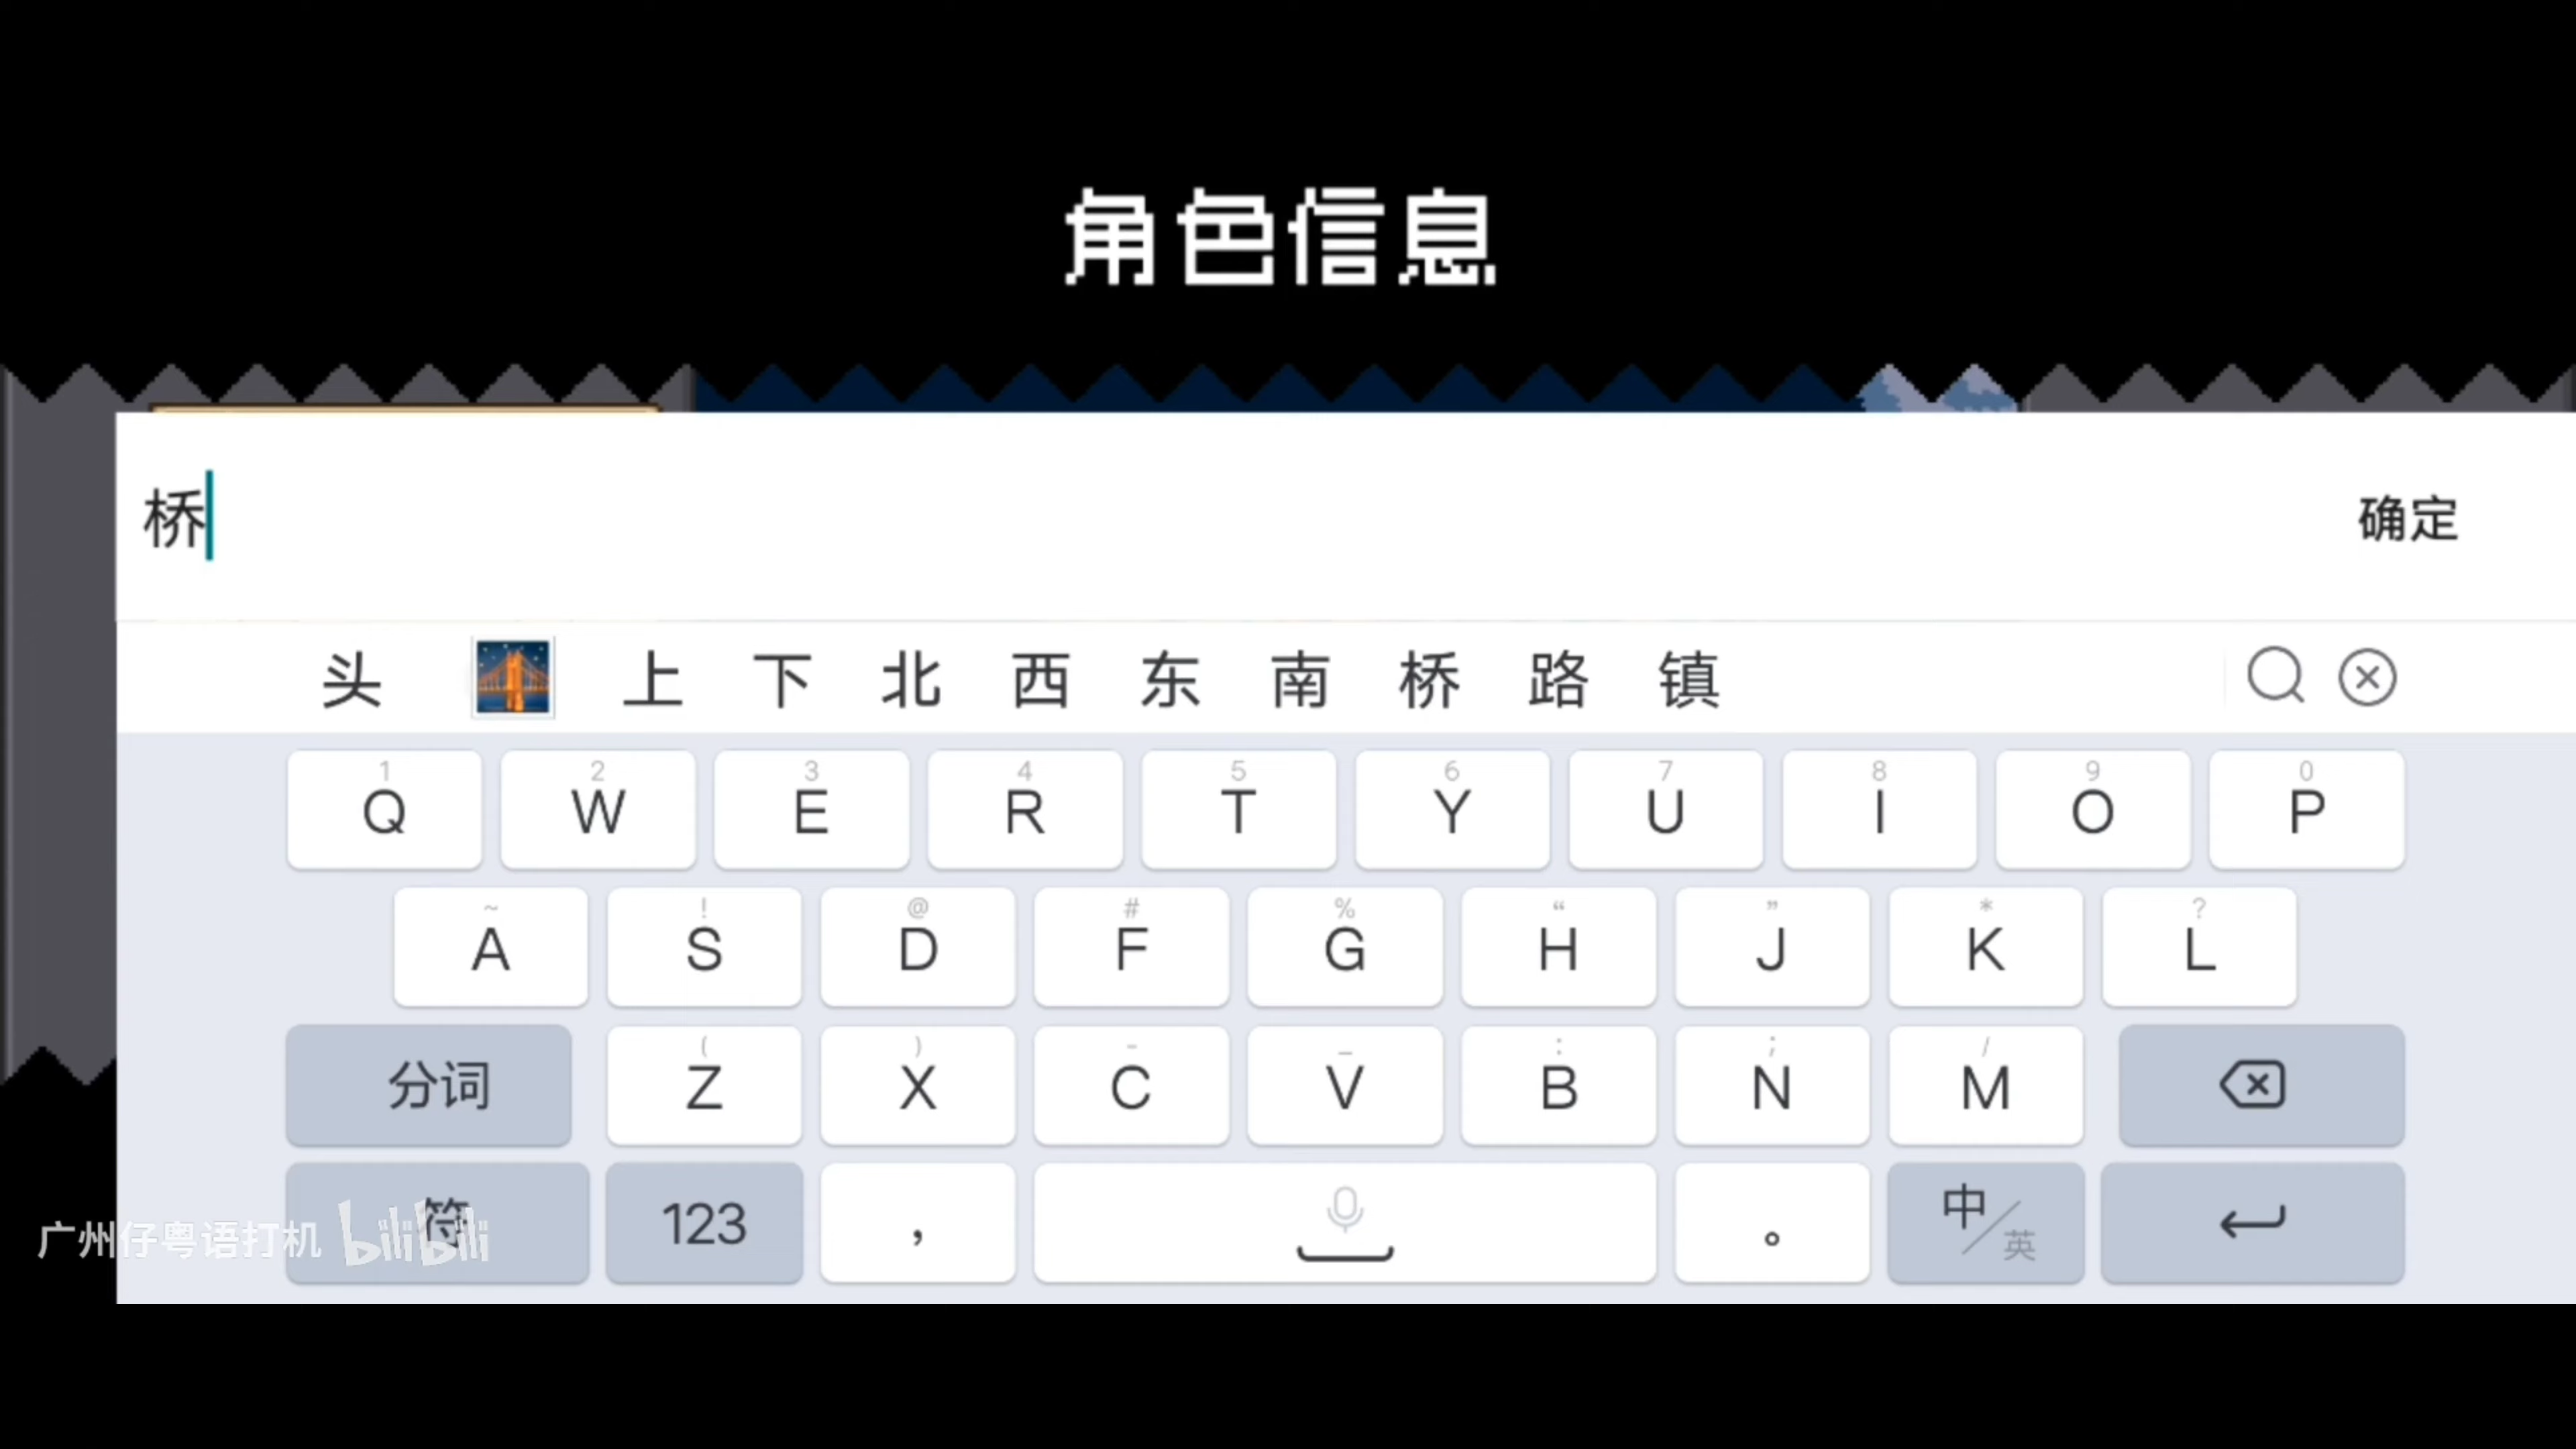 角色信息
桥
确定
头 上 下 北 西 东 南 桥 路 镇
1 2 3 4 5 6 7 8 9 0
Q W E R T Y U I O P
~ ! @ # % “ ” * ?
A S D F G H J K L
( ) - _ : ; /
分词 Z X C V B N M
符 123 , 。 中/英
广州仔粤语打机 bilibili